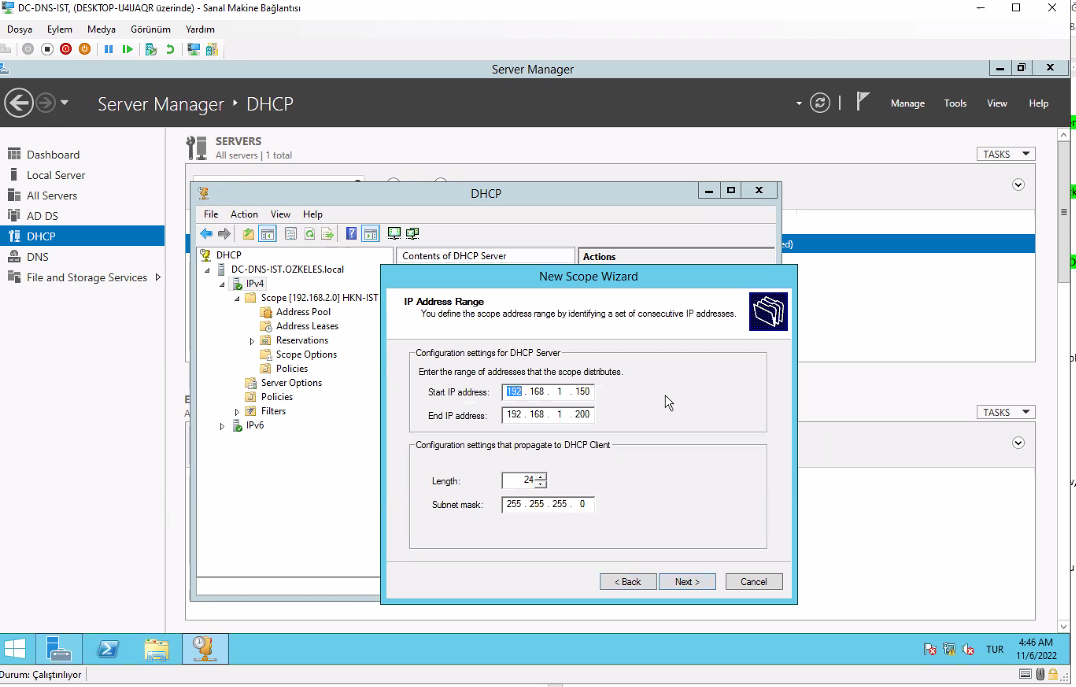 DC-DNS-IST, (DESKTOP-U4IJAQR üzerinde) - Sanal Makine Bağlantısı
Dosya Eylem Medya Görünüm Yardım
Server Manager
Server Manager ‣ DHCP
Manage Tools View Help
Dashboard
Local Server
All Servers
AD DS
DHCP
DNS
File and Storage Services
SERVERS
All servers | 1 total
TASKS
DHCP
File Action View Help
DHCP
DC-DNS-IST.OZKELES.local
IPv4
Scope [192.168.2.0] HKN-IST
Address Pool
Address Leases
Reservations
Scope Options
Policies
Server Options
Policies
Filters
IPv6
Contents of DHCP Server
Actions
New Scope Wizard
IP Address Range
You define the scope address range by identifying a set of consecutive IP addresses.
Configuration settings for DHCP Server
Enter the range of addresses that the scope distributes.
Start IP address: 192 . 168 . 1 . 150
End IP address: 192 . 168 . 1 . 200
Configuration settings that propagate to DHCP Client
Length: 24
Subnet mask: 255 . 255 . 255 . 0
< Back Next > Cancel
TASKS
TUR
4:46 AM
11/6/2022
Durum: Çalıştırılıyor